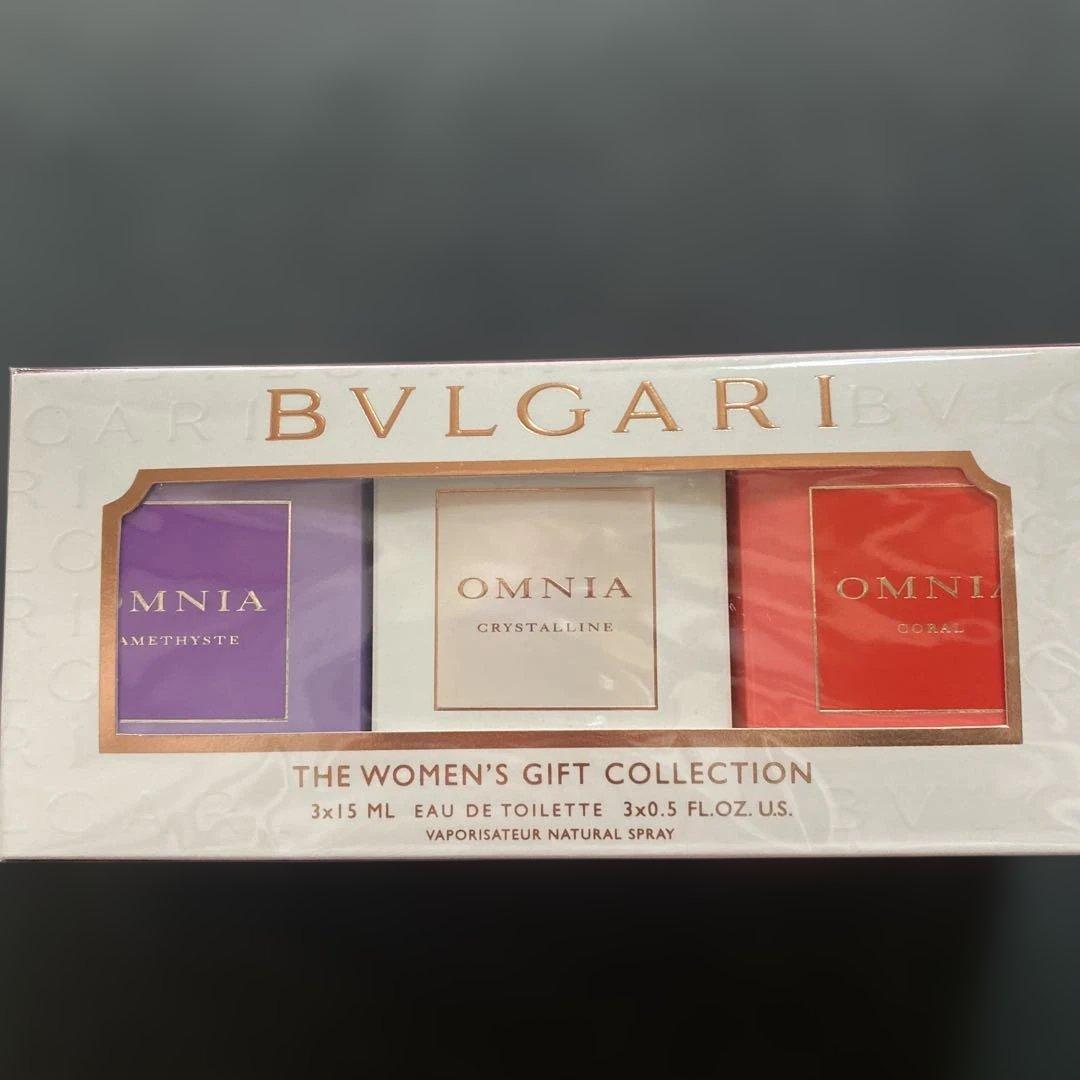 BVLGARI
OMNIA
AMETHYSTE
OMNIA
CRYSTALLINE
OMNIA
CORAL
THE WOMEN'S GIFT COLLECTION
3x15 ML EAU DE TOILETTE 3x0.5 FL.OZ. U.S.
VAPORISATEUR NATURAL SPRAY